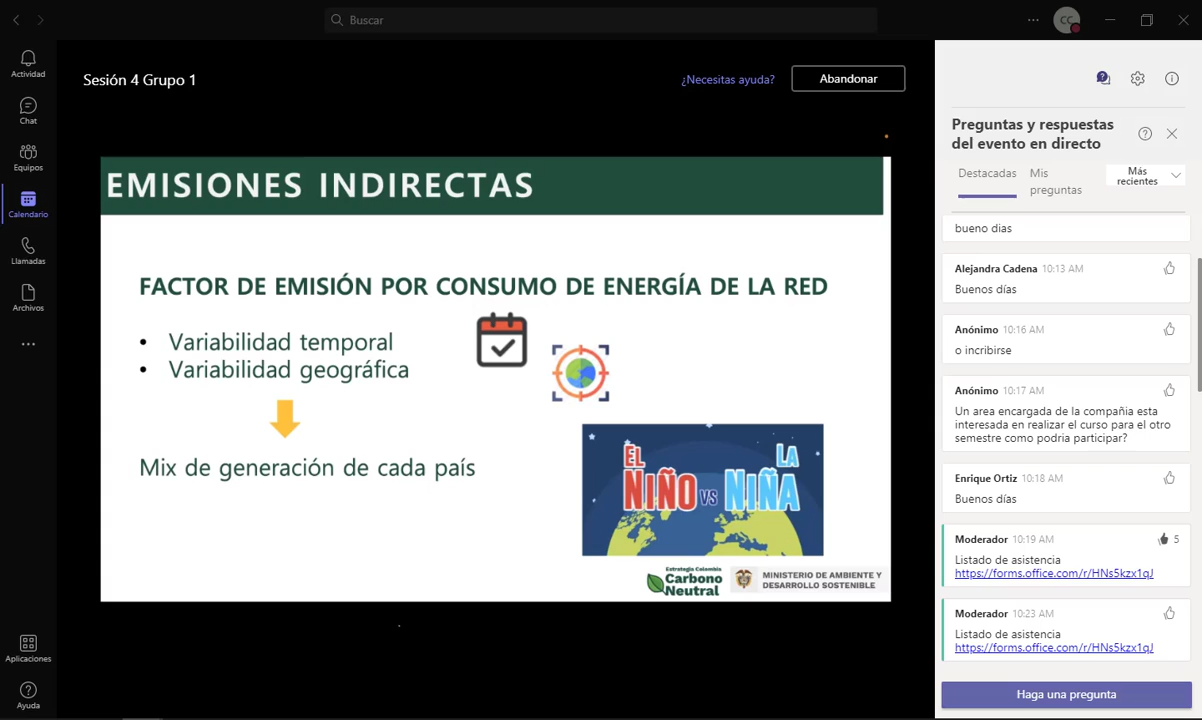 Buscar
CC
Actividad
Chat
Equipos
Calendario
Llamadas
Archivos
Aplicaciones
Ayuda
Sesión 4 Grupo 1
¿Necesitas ayuda?
Abandonar
EMISIONES INDIRECTAS
FACTOR DE EMISIÓN POR CONSUMO DE ENERGÍA DE LA RED
• Variabilidad temporal
• Variabilidad geográfica
Mix de generación de cada país
EL NIÑO VS LA NIÑA
Estrategia Colombia
Carbono
Neutral
MINISTERIO DE AMBIENTE Y
DESARROLLO SOSTENIBLE
Preguntas y respuestas
del evento en directo
Destacadas
Mis
preguntas
Más
recientes
bueno dias
Alejandra Cadena 10:13 AM
Buenos días
Anónimo 10:16 AM
o incribirse
Anónimo 10:17 AM
Un area encargada de la compañia esta
interesada en realizar el curso para el otro
semestre como podria participar?
Enrique Ortiz 10:18 AM
Buenos días
Moderador 10:19 AM 5
Listado de asistencia
https://forms.office.com/r/HNs5kzx1qJ
Moderador 10:23 AM
Listado de asistencia
https://forms.office.com/r/HNs5kzx1qJ
Haga una pregunta